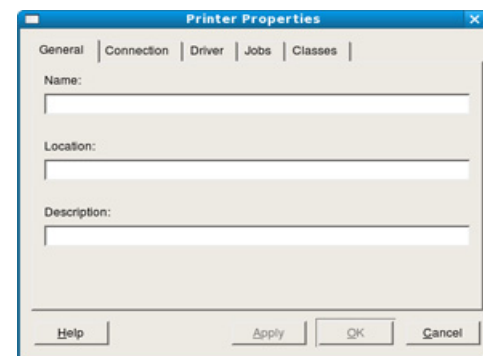 Printer Properties
General Connection Driver Jobs Classes
Name:
Location:
Description:
Help Apply OK Cancel